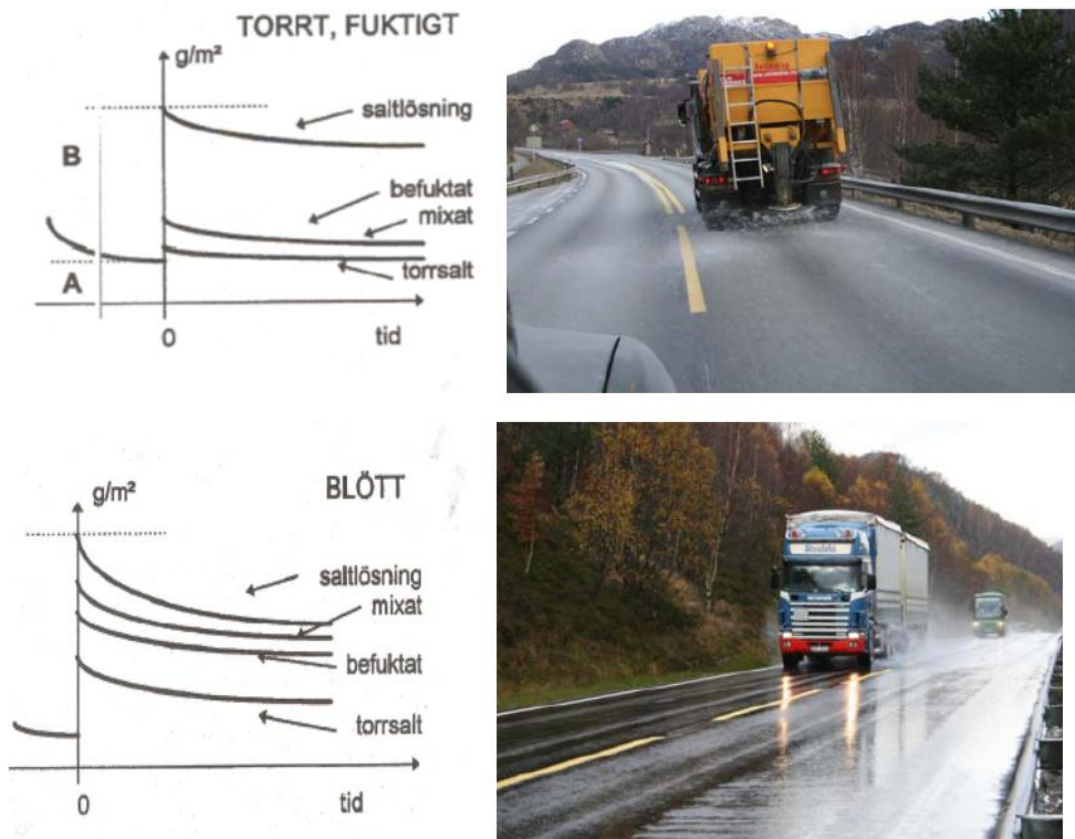 TORRT, FUKTIGT
g/m²
saltlösning
B
befuktat
mixat
torrsalt
A
0
tid
BLÖTT
g/m²
saltlösning
mixat
befuktat
torrsalt
0
tid